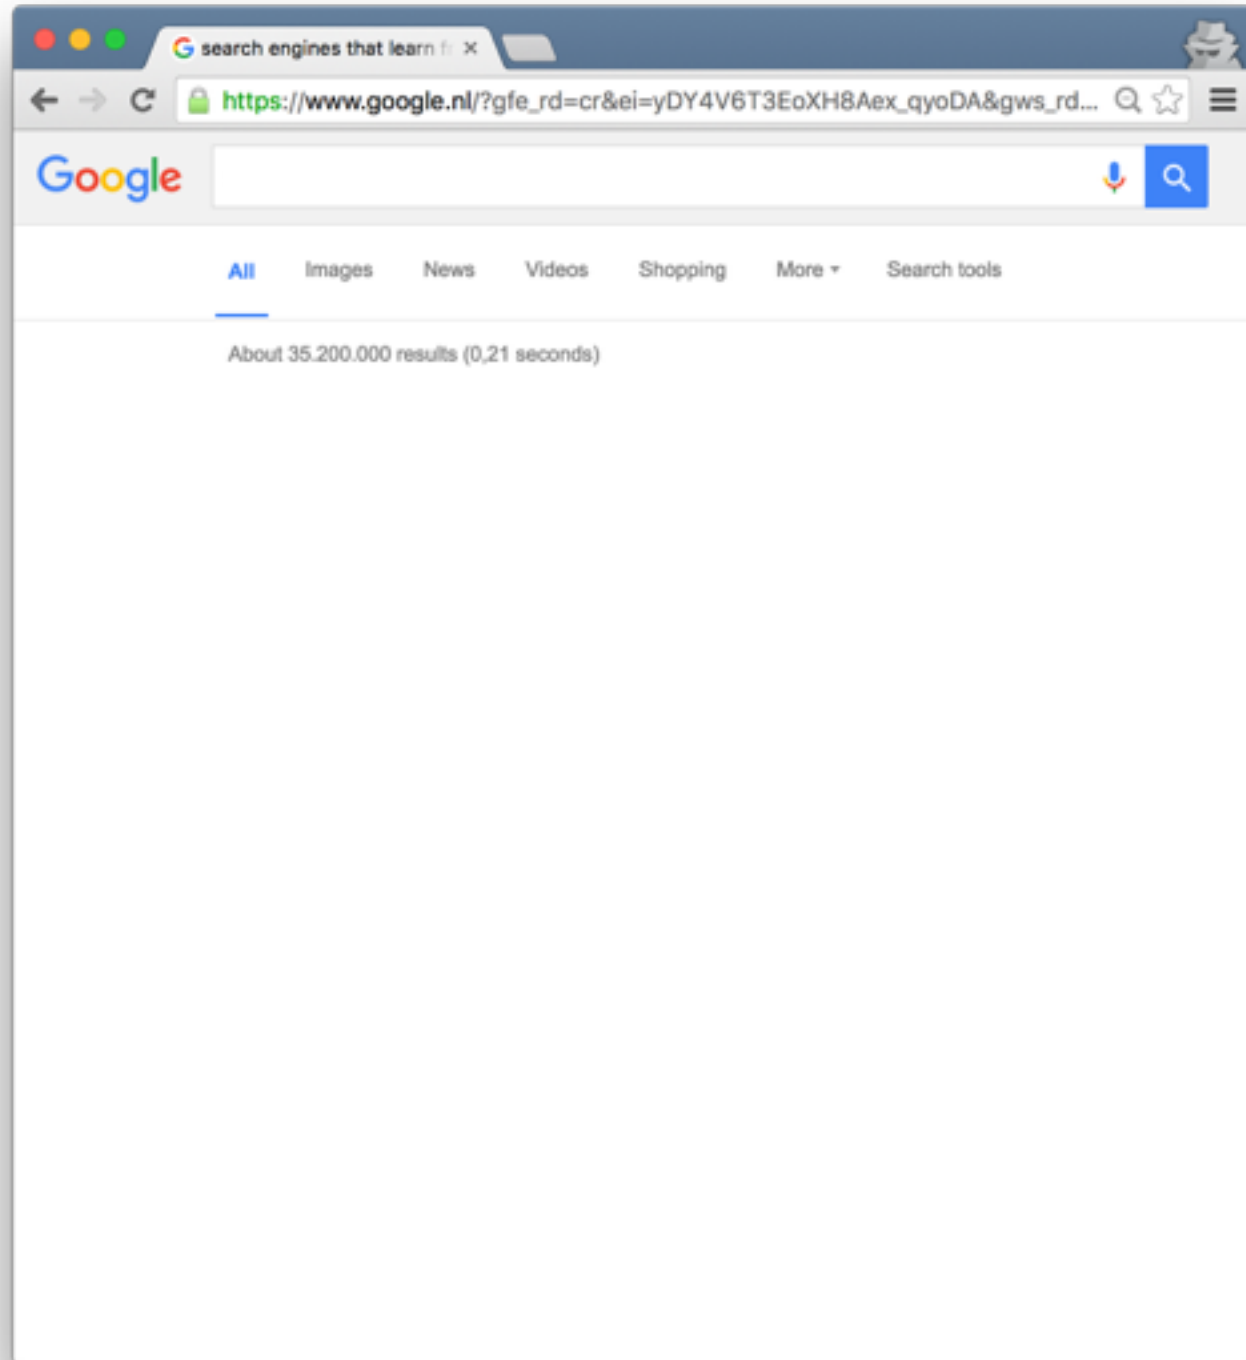 search engines that learn
https://www.google.nl/?gfe_rd=cr&ei=yDY4V6T3EoXH8Aex_qyoDA&gws_rd...
Google
All Images News Videos Shopping More Search tools
About 35.200.000 results (0,21 seconds)